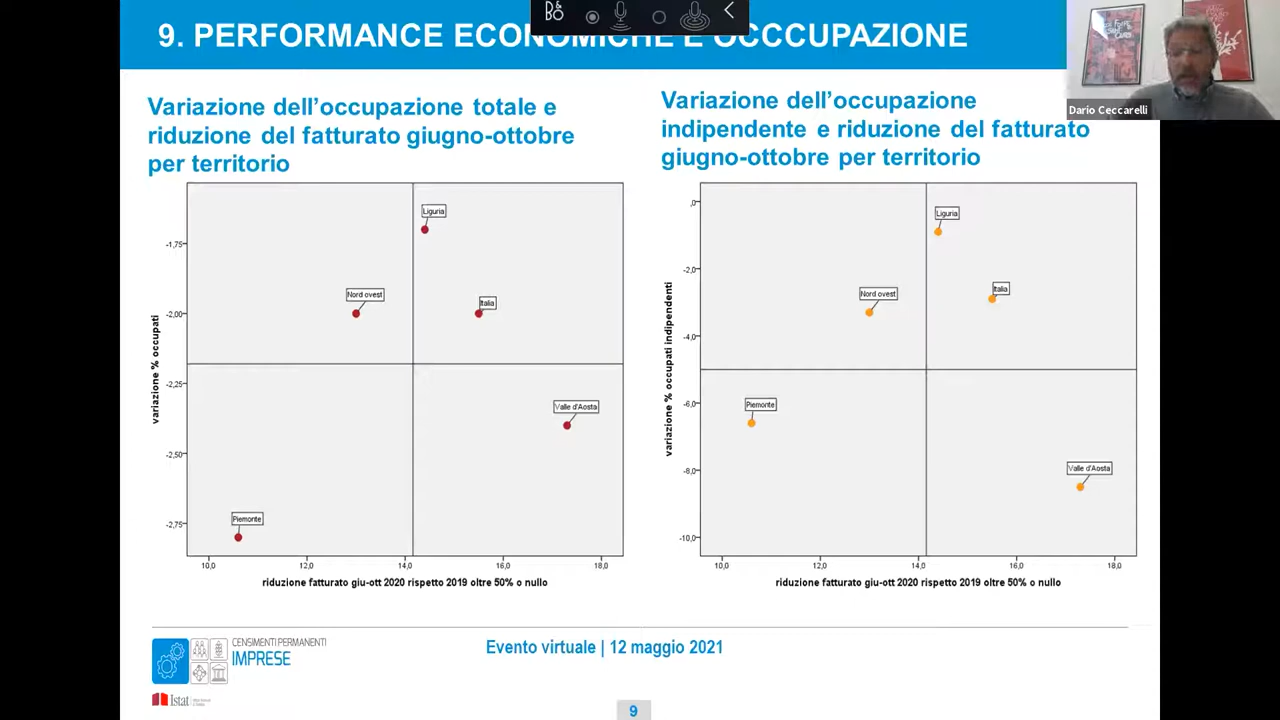 B&O
9. PERFORMANCE ECONOMICHE E OCCCUPAZIONE
Dario Ceccarelli
Variazione dell'occupazione totale e
riduzione del fatturato giugno-ottobre
per territorio
variazione % occupati
-1,75
-2,00
-2,25
-2,50
-2,75
Liguria
Nord ovest
Italia
Valle d'Aosta
Piemonte
10,0
12,0
14,0
16,0
18,0
riduzione fatturato giu-ott 2020 rispetto 2019 oltre 50% o nullo
Variazione dell'occupazione
indipendente e riduzione del fatturato
giugno-ottobre per territorio
variazione % occupati indipendenti
,0
-2,0
-4,0
-6,0
-8,0
-10,0
Liguria
Italia
Nord ovest
Piemonte
Valle d'Aosta
10,0
12,0
14,0
16,0
18,0
riduzione fatturato giu-ott 2020 rispetto 2019 oltre 50% o nullo
CENSIMENTI PERMANENTI
IMPRESE
Evento virtuale | 12 maggio 2021
Istat
9